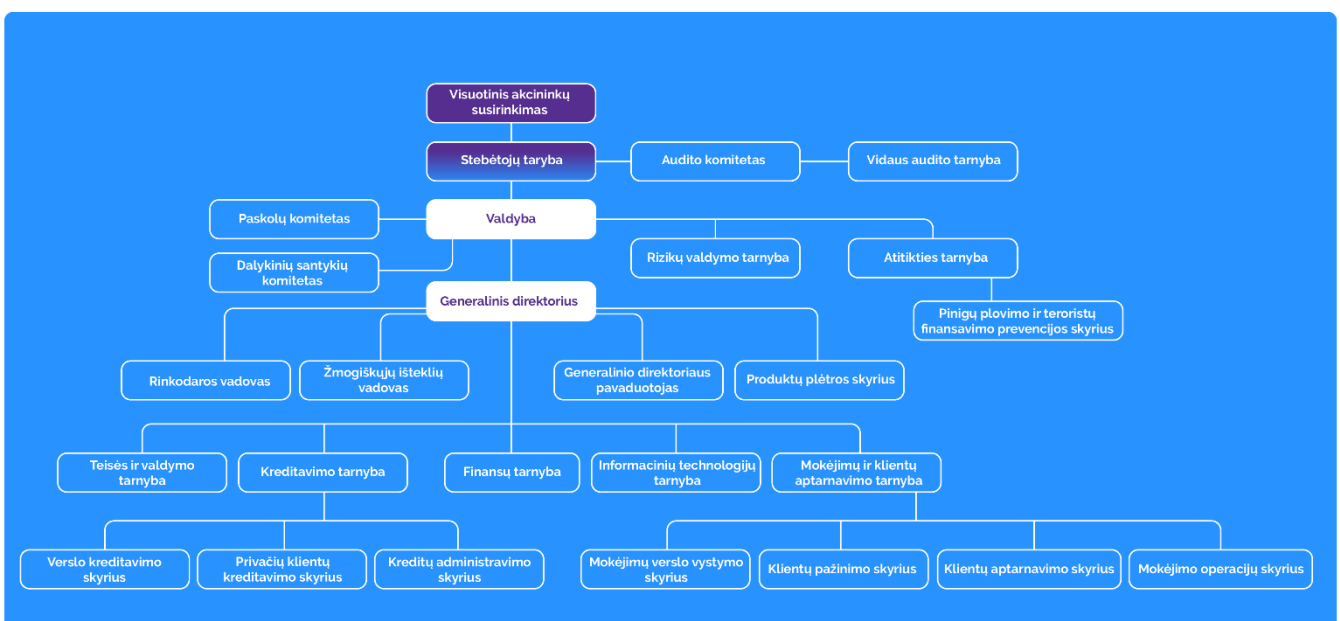 Visuotinis akcininkų
susirinkimas
Stebėtojų taryba
Audito komitetas
Vidaus audito tarnyba
Paskolų komitetas
Valdyba
Dalykinių santykių
komitetas
Rizikų valdymo tarnyba
Atitikties tarnyba
Generalinis direktorius
Pinigų plovimo ir teroristų
finansavimo prevencijos skyrius
Rinkodaros vadovas
Žmogiškųjų išteklių
vadovas
Generalinio direktoriaus
pavaduotojas
Produktų plėtros skyrius
Teisės ir valdymo
tarnyba
Kreditavimo tarnyba
Finansų tarnyba
Informacinių technologijų
tarnyba
Mokėjimų ir klientų
aptarnavimo tarnyba
Verslo kreditavimo
skyrius
Privačių klientų
kreditavimo skyrius
Kreditų administravimo
skyrius
Mokėjimų verslo vystymo
skyrius
Klientų pažinimo skyrius
Klientų aptarnavimo skyrius
Mokėjimo operacijų skyrius